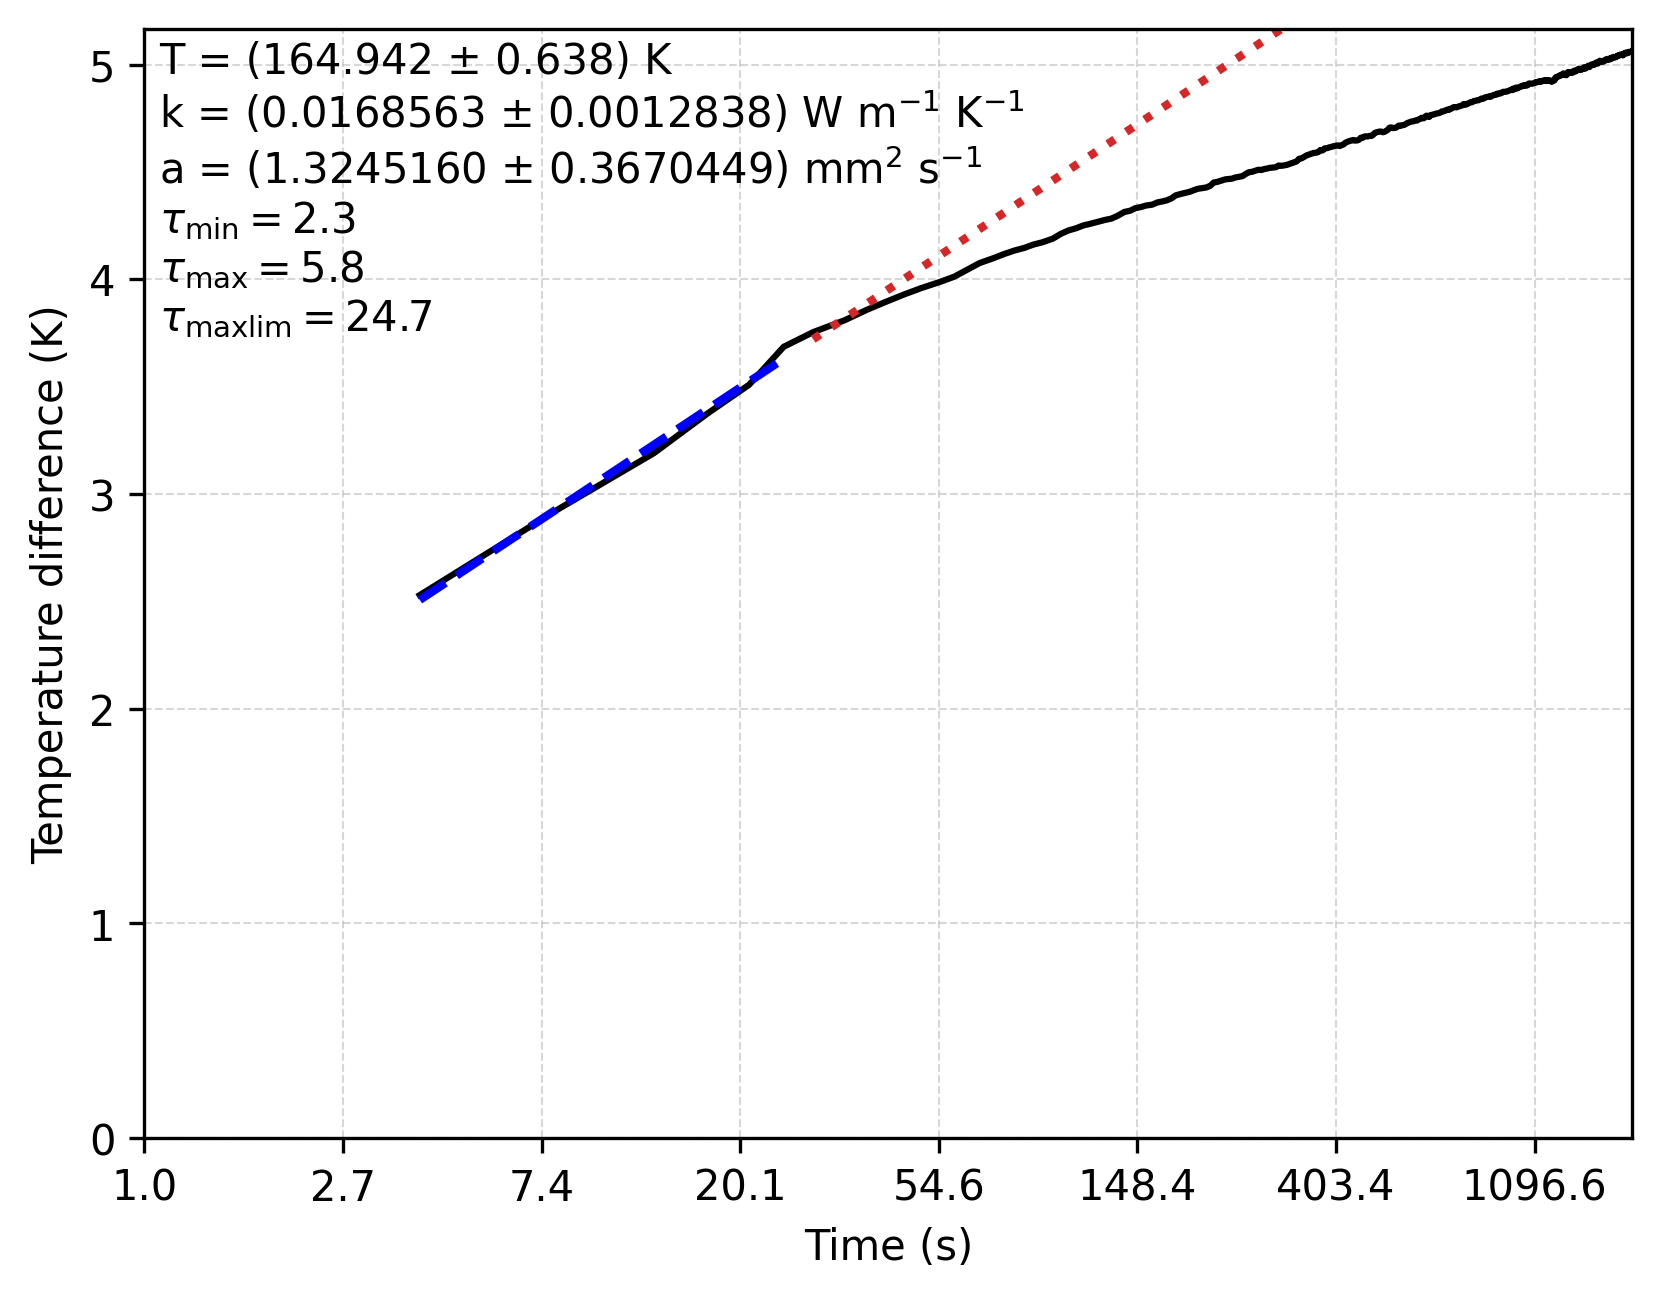 T = (164.942 ± 0.638) K
k = (0.0168563 ± 0.0012838) W m⁻¹ K⁻¹
a = (1.3245160 ± 0.3670449) mm² s⁻¹
τmin = 2.3
τmax = 5.8
τmaxlim = 24.7
Temperature difference (K)
5
4
3
2
1
0
1.0 2.7 7.4 20.1 54.6 148.4 403.4 1096.6
Time (s)